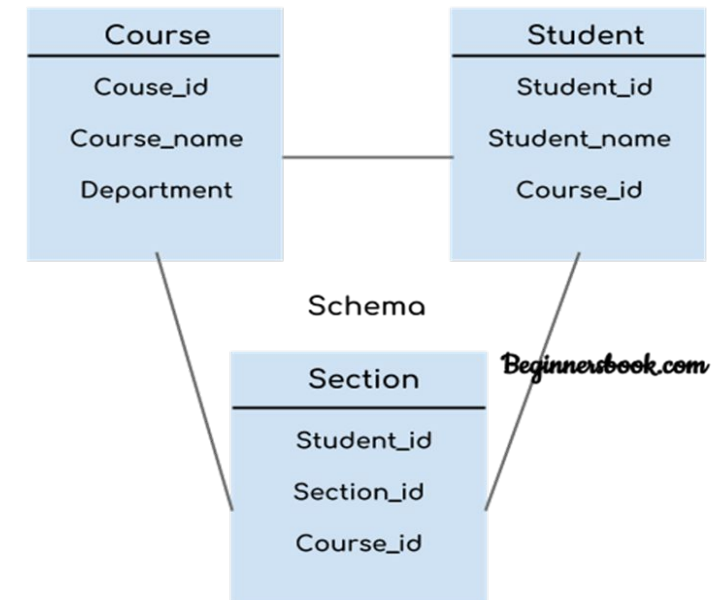 Course
Couse_id
Course_name
Department
Student
Student_id
Student_name
Course_id
Schema
Beginnersbook.com
Section
Student_id
Section_id
Course_id